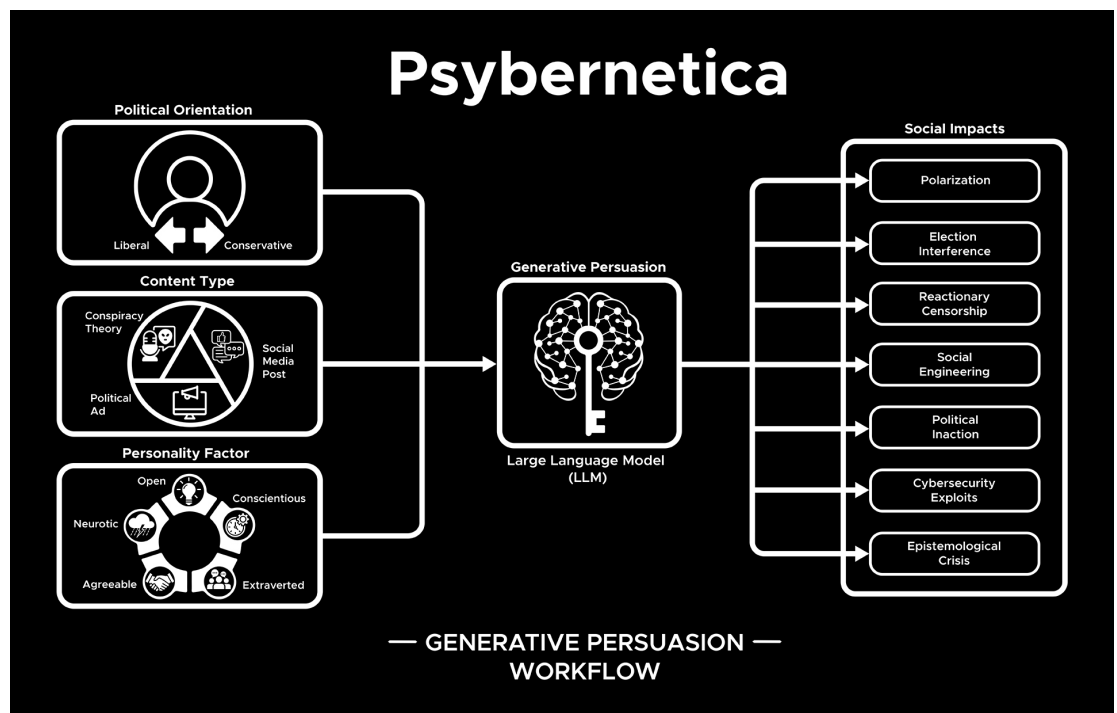 Psybernetica
Political Orientation
Liberal
Conservative
Content Type
Conspiracy
Theory
Social
Media
Post
Political
Ad
Personality Factor
Open
Conscientious
Neurotic
Agreeable
Extraverted
Generative Persuasion
Large Language Model
(LLM)
Social Impacts
Polarization
Election
Interference
Reactionary
Censorship
Social
Engineering
Political
Inaction
Cybersecurity
Exploits
Epistemological
Crisis
— GENERATIVE PERSUASION —
WORKFLOW